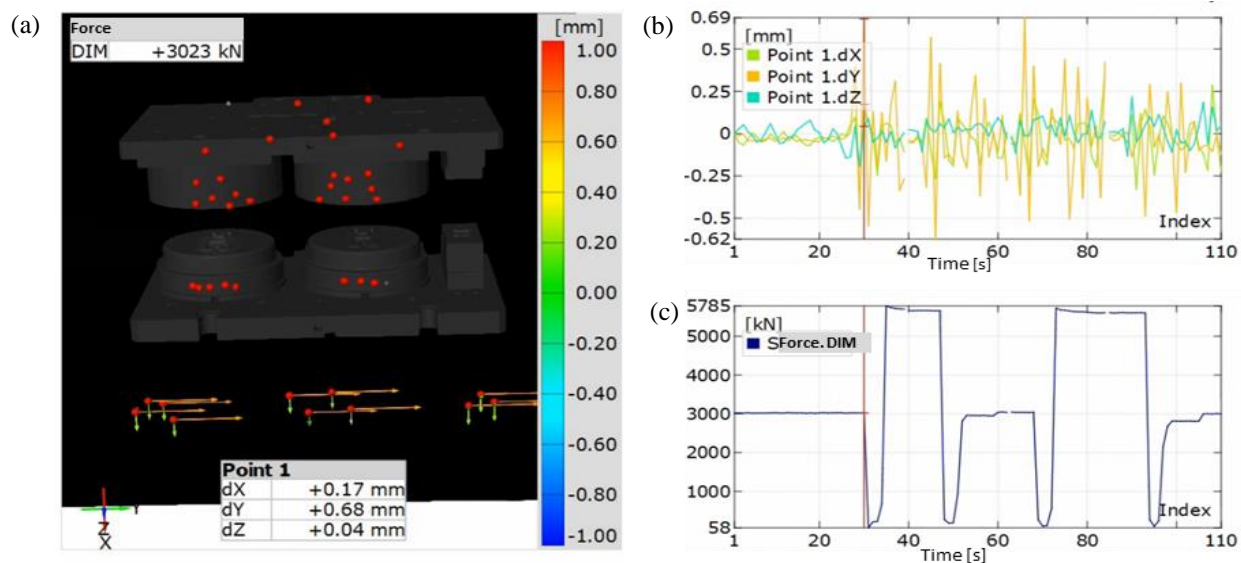 (a)
Force
DIM +3023 kN
[mm]
1.00
0.80
0.60
0.40
0.20
0.00
-0.20
-0.40
-0.60
-0.80
-1.00
Point 1
dX +0.17 mm
dY +0.68 mm
dZ +0.04 mm
Y
Z
X
(b)
0.69
0.5
0.25
0
-0.25
-0.5
-0.62
[mm]
Point 1.dX
Point 1.dY
Point 1.dZ
Index
1 20 40 60 80 110
Time [s]
(c)
5785
5000
4000
3000
2000
1000
58
[kN]
SForce.DIM
Index
1 20 40 60 80 110
Time [s]